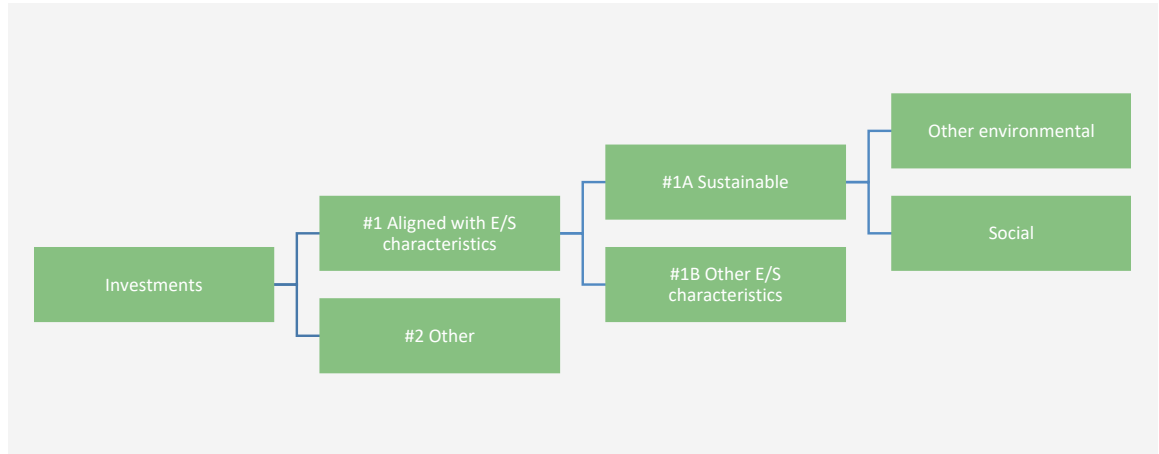 Investments
#1 Aligned with E/S
characteristics
#2 Other
#1A Sustainable
#1B Other E/S
characteristics
Other environmental
Social